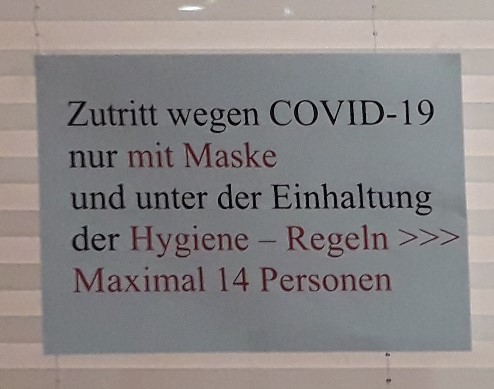 Zutritt wegen COVID-19
nur mit Maske
und unter der Einhaltung
der Hygiene – Regeln >>>
Maximal 14 Personen